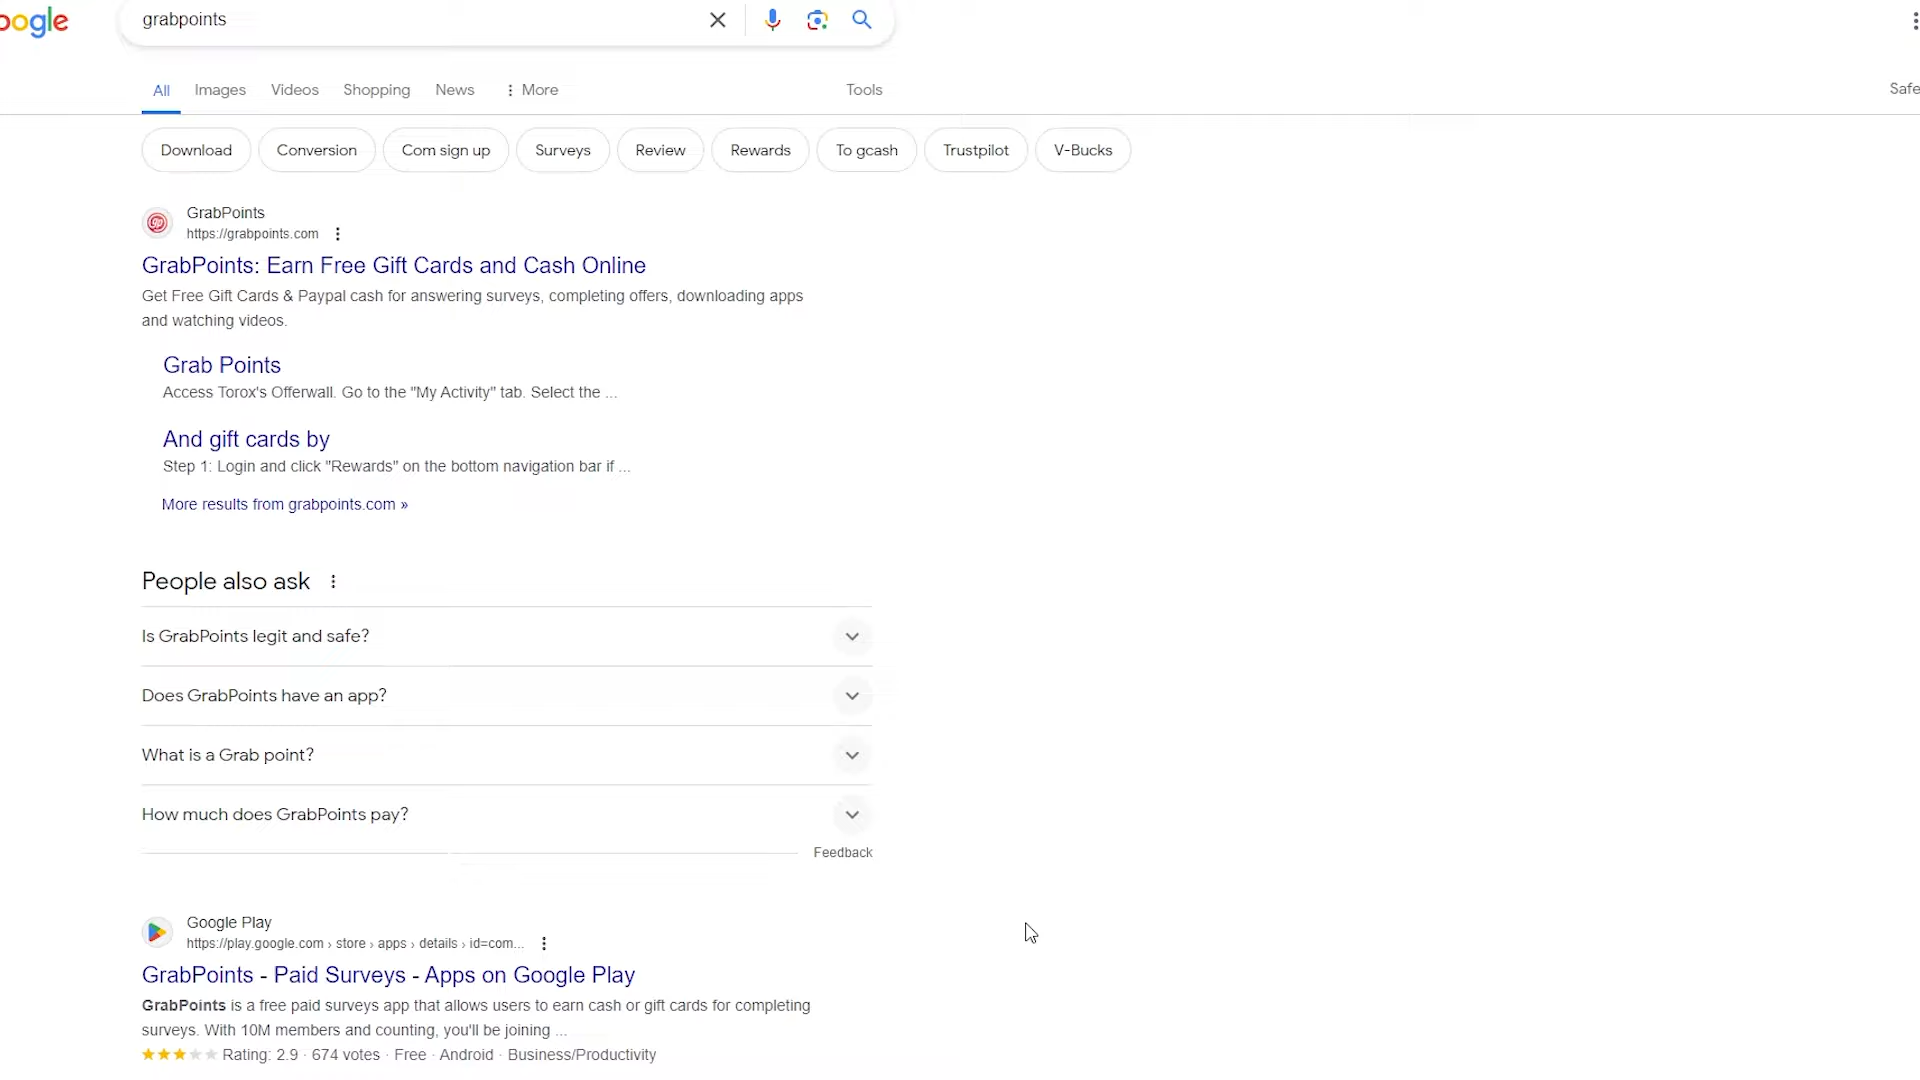 oogle
grabpoints
All Images Videos Shopping News More Tools Safe
Download Conversion Com sign up Surveys Review Rewards To gcash Trustpilot V-Bucks
gp
GrabPoints
https://grabpoints.com
GrabPoints: Earn Free Gift Cards and Cash Online
Get Free Gift Cards & Paypal cash for answering surveys, completing offers, downloading apps
and watching videos.
Grab Points
Access Torox's Offerwall. Go to the "My Activity" tab. Select the ...
And gift cards by
Step 1: Login and click "Rewards" on the bottom navigation bar if ...
More results from grabpoints.com »
People also ask
Is GrabPoints legit and safe?
Does GrabPoints have an app?
What is a Grab point?
How much does GrabPoints pay?
Feedback
Google Play
https://play.google.com › store › apps › details › id=com...
GrabPoints - Paid Surveys - Apps on Google Play
GrabPoints is a free paid surveys app that allows users to earn cash or gift cards for completing
surveys. With 10M members and counting, you'll be joining ...
Rating: 2.9 · 674 votes · Free · Android · Business/Productivity